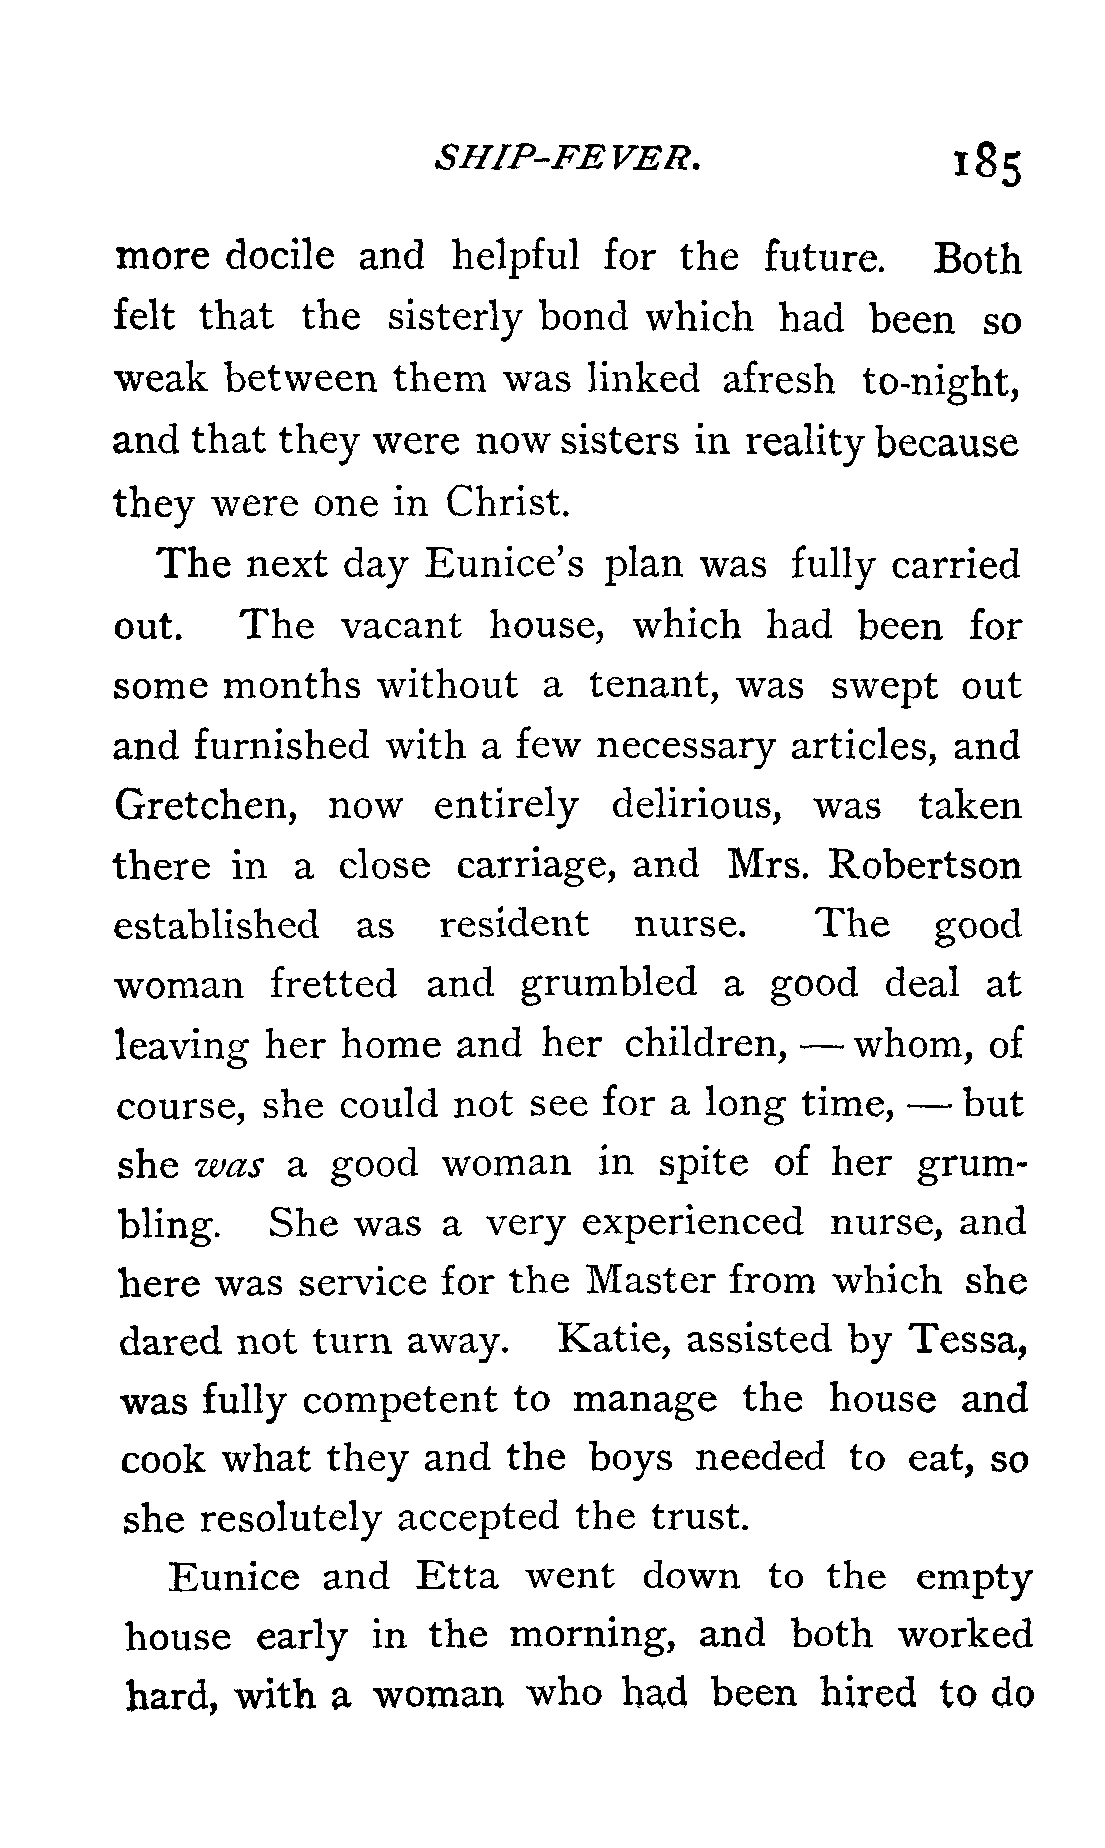 SHIP-FEVER. 185
more docile and helpful for the future. Both
felt that the sisterly bond which had been so
weak between them was linked afresh to-night,
and that they were now sisters in reality because
they were one in Christ.
The next day Eunice's plan was fully carried
out. The vacant house, which had been for
some months without a tenant, was swept out
and furnished with a few necessary articles, and
Gretchen, now entirely delirious, was taken
there in a close carriage, and Mrs. Robertson
established as resident nurse. The good
woman fretted and grumbled a good deal at
leaving her home and her children, — whom, of
course, she could not see for a long time, — but
she was a good woman in spite of her grum-
bling. She was a very experienced nurse, and
here was service for the Master from which she
dared not turn away. Katie, assisted by Tessa,
was fully competent to manage the house and
cook what they and the boys needed to eat, so
she resolutely accepted the trust.
Eunice and Etta went down to the empty
house early in the morning, and both worked
hard, with a woman who had been hired to do